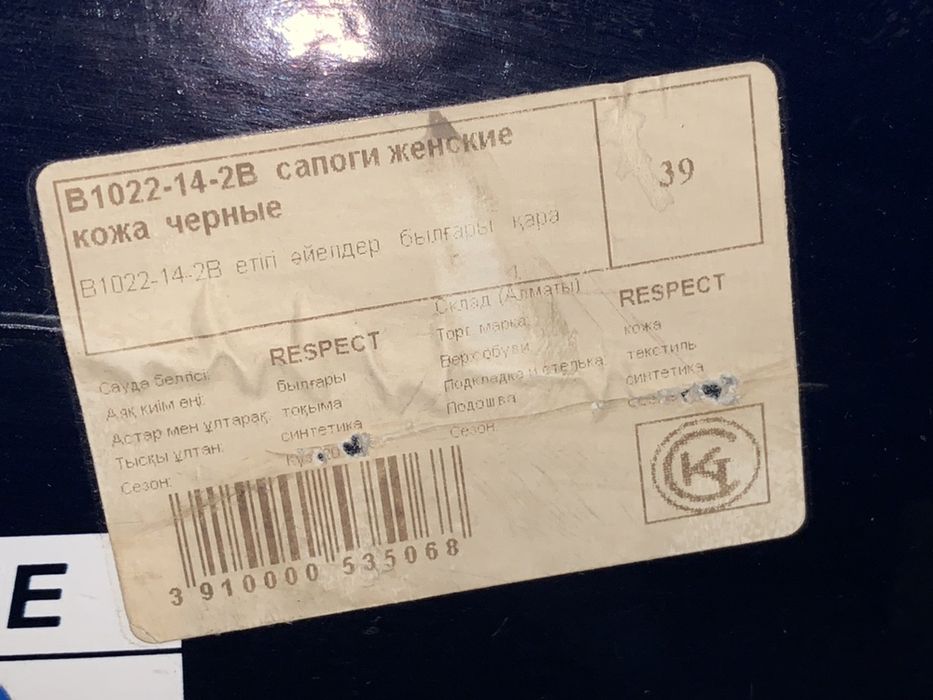 B1022-14-2B сапоги женские
кожа черные
39
B1022-14-2B етігі әйелдер былғары қара
Склад (Алматы)
Сауда белгісі: RESPECT
Аяқ киім өңі: былғары
Астар мен ұлтарақ: тоқыма
Тысқы ұлтан: синтетика
Сезон:
Торг. марка: RESPECT
Верх обуви: кожа
Подкладка и стелька текстиль
Подошва синтетика
Сезон:
3 910000 535068
E